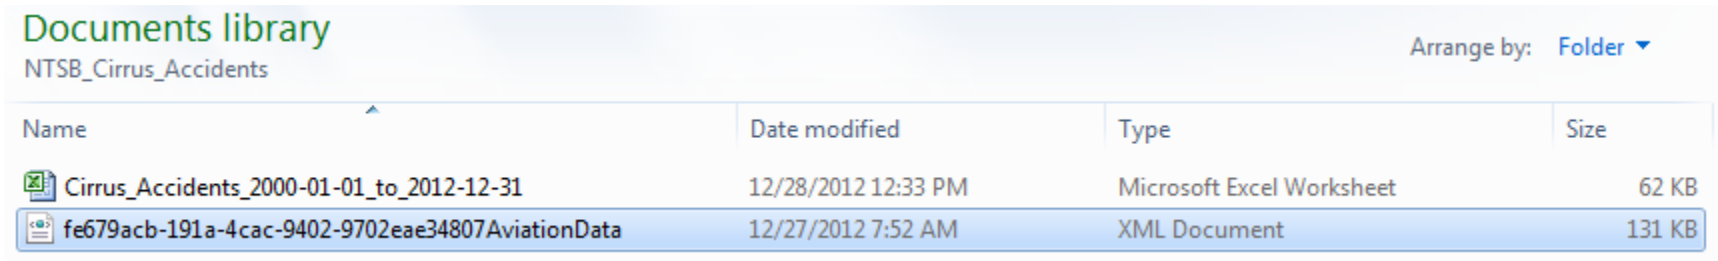 Documents library
NTSB_Cirrus_Accidents
Arrange by: Folder
Name Date modified Type Size
Cirrus_Accidents_2000-01-01_to_2012-12-31 12/28/2012 12:33 PM Microsoft Excel Worksheet 62 KB
fe679acb-191a-4cac-9402-9702eae34807AviationData 12/27/2012 7:52 AM XML Document 131 KB